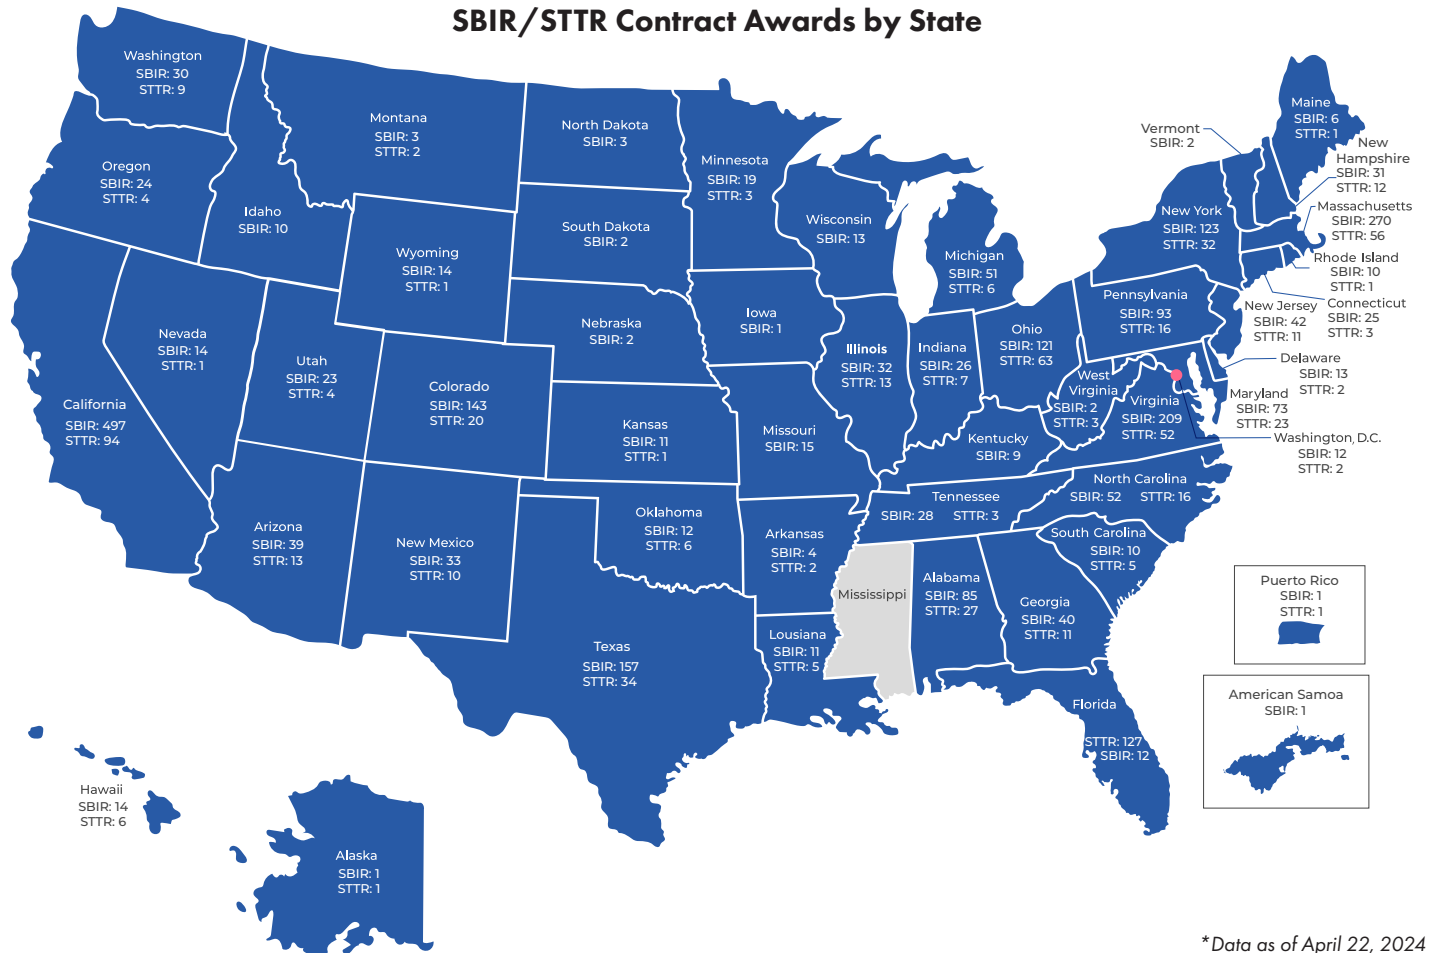 SBIR/STTR Contract Awards by State
Washington
SBIR: 30
STTR: 9
Oregon
SBIR: 24
STTR: 4
California
SBIR: 497
STTR: 94
Idaho
SBIR: 10
Nevada
SBIR: 14
STTR: 1
Montana
SBIR: 3
STTR: 2
Wyoming
SBIR: 14
STTR: 1
Utah
SBIR: 23
STTR: 4
Colorado
SBIR: 143
STTR: 20
Arizona
SBIR: 39
STTR: 13
New Mexico
SBIR: 33
STTR: 10
North Dakota
SBIR: 3
South Dakota
SBIR: 2
Nebraska
SBIR: 2
Kansas
SBIR: 11
STTR: 1
Oklahoma
SBIR: 12
STTR: 6
Texas
SBIR: 157
STTR: 34
Minnesota
SBIR: 19
STTR: 3
Iowa
SBIR: 1
Missouri
SBIR: 15
Arkansas
SBIR: 4
STTR: 2
Lousiana
SBIR: 11
STTR: 5
Wisconsin
SBIR: 13
Illinois
SBIR: 32
STTR: 13
Michigan
SBIR: 51
STTR: 6
Indiana
SBIR: 26
STTR: 7
Ohio
SBIR: 121
STTR: 63
Kentucky
SBIR: 9
Tennessee
SBIR: 28 STTR: 3
Mississippi
Alabama
SBIR: 85
STTR: 27
Georgia
SBIR: 40
STTR: 11
Florida
STTR: 127
SBIR: 12
South Carolina
SBIR: 10
STTR: 5
North Carolina
SBIR: 52 STTR: 16
West
Virginia
SBIR: 2
STTR: 3
Virginia
SBIR: 209
STTR: 52
Pennsylvania
SBIR: 93
STTR: 16
New York
SBIR: 123
STTR: 32
Vermont
SBIR: 2
Maine
SBIR: 6
STTR: 1
New
Hampshire
SBIR: 31
STTR: 12
Massachusetts
SBIR: 270
STTR: 56
Rhode Island
SBIR: 10
STTR: 1
Connecticut
SBIR: 25
STTR: 3
New Jersey
SBIR: 42
STTR: 11
Delaware
SBIR: 13
STTR: 2
Maryland
SBIR: 73
STTR: 23
Washington, D.C.
SBIR: 12
STTR: 2
Puerto Rico
SBIR: 1
STTR: 1
American Samoa
SBIR: 1
Hawaii
SBIR: 14
STTR: 6
Alaska
SBIR: 1
STTR: 1
*Data as of April 22, 2024